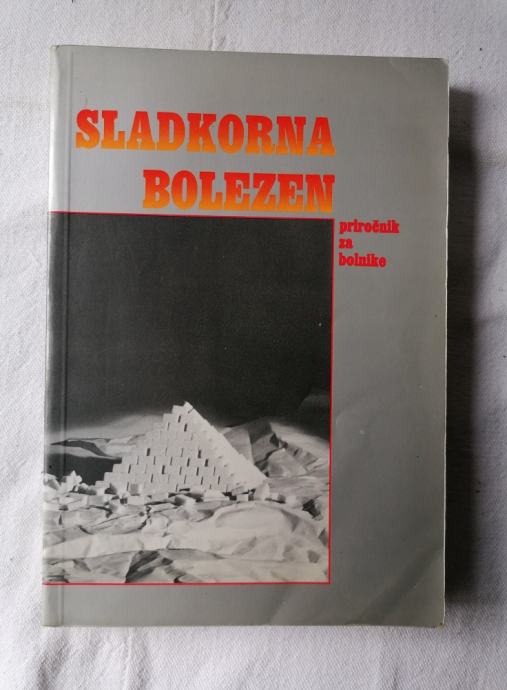 SLADKORNA
BOLEZEN
priročnik
za
bolnike